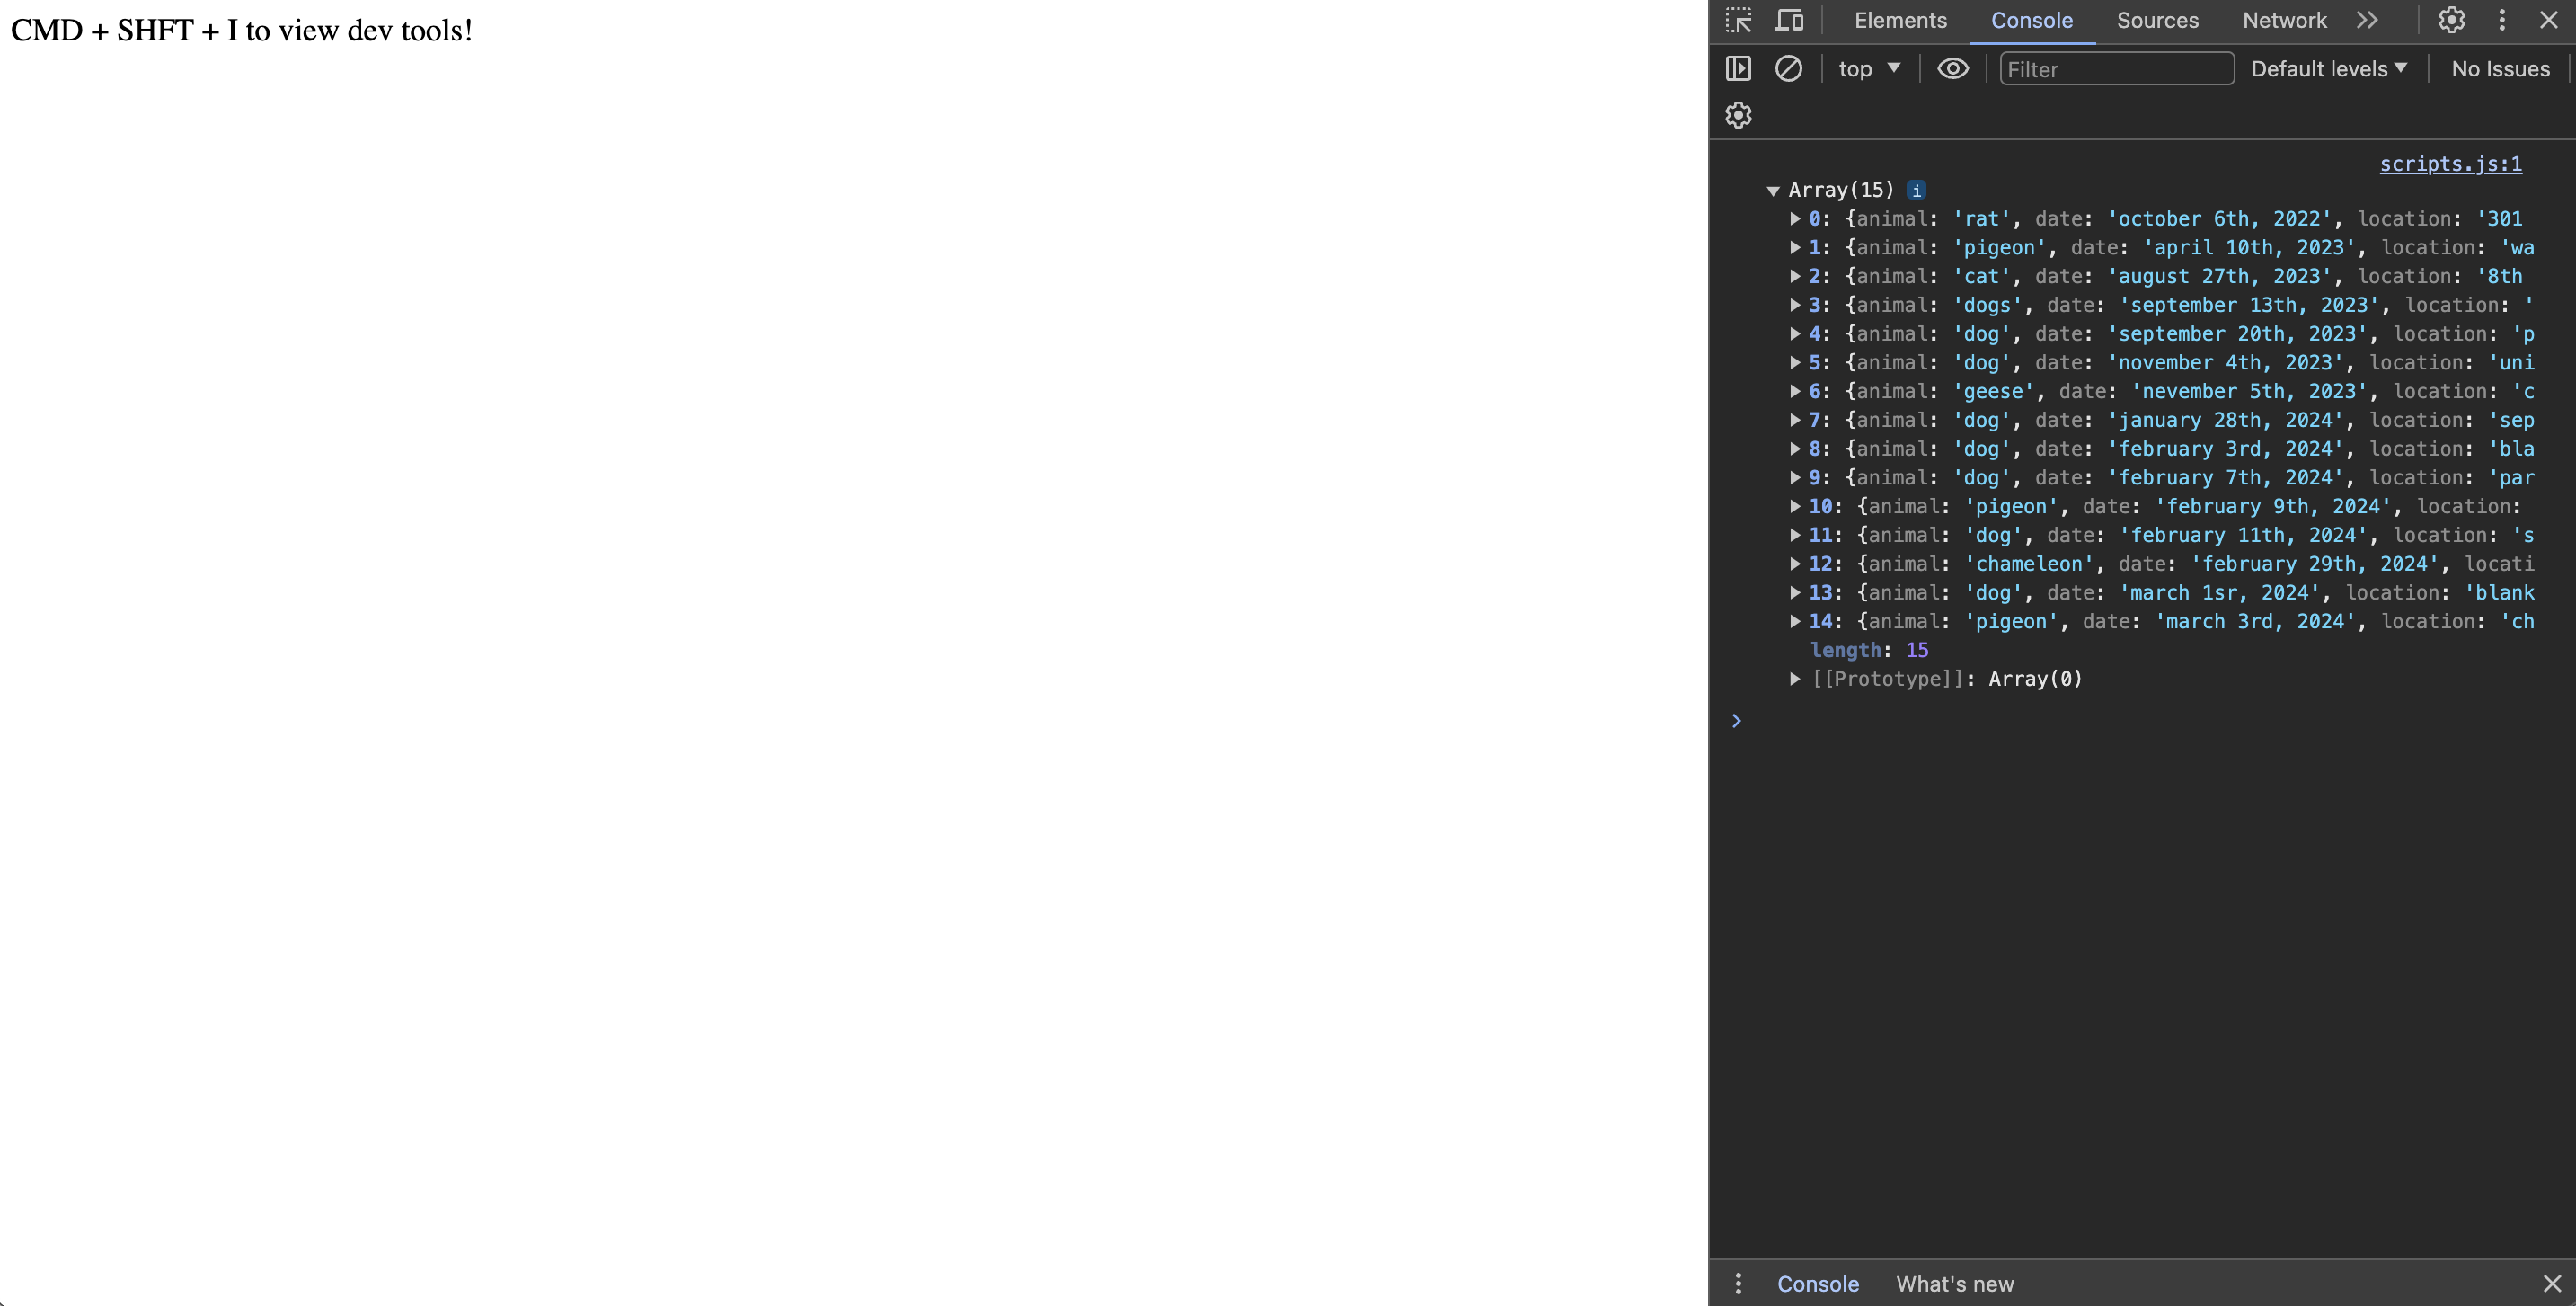 CMD + SHFT + I to view dev tools!
Elements Console Sources Network
top Filter Default levels No Issues
scripts.js:1
Array(15) i
0: {animal: 'rat', date: 'october 6th, 2022', location: '301
1: {animal: 'pigeon', date: 'april 10th, 2023', location: 'wa
2: {animal: 'cat', date: 'august 27th, 2023', location: '8th
3: {animal: 'dogs', date: 'september 13th, 2023', location: '
4: {animal: 'dog', date: 'september 20th, 2023', location: 'p
5: {animal: 'dog', date: 'november 4th, 2023', location: 'uni
6: {animal: 'geese', date: 'nevember 5th, 2023', location: 'c
7: {animal: 'dog', date: 'january 28th, 2024', location: 'sep
8: {animal: 'dog', date: 'february 3rd, 2024', location: 'bla
9: {animal: 'dog', date: 'february 7th, 2024', location: 'par
10: {animal: 'pigeon', date: 'february 9th, 2024', location:
11: {animal: 'dog', date: 'february 11th, 2024', location: 's
12: {animal: 'chameleon', date: 'february 29th, 2024', locati
13: {animal: 'dog', date: 'march 1sr, 2024', location: 'blank
14: {animal: 'pigeon', date: 'march 3rd, 2024', location: 'ch
length: 15
[[Prototype]]: Array(0)
Console What's new